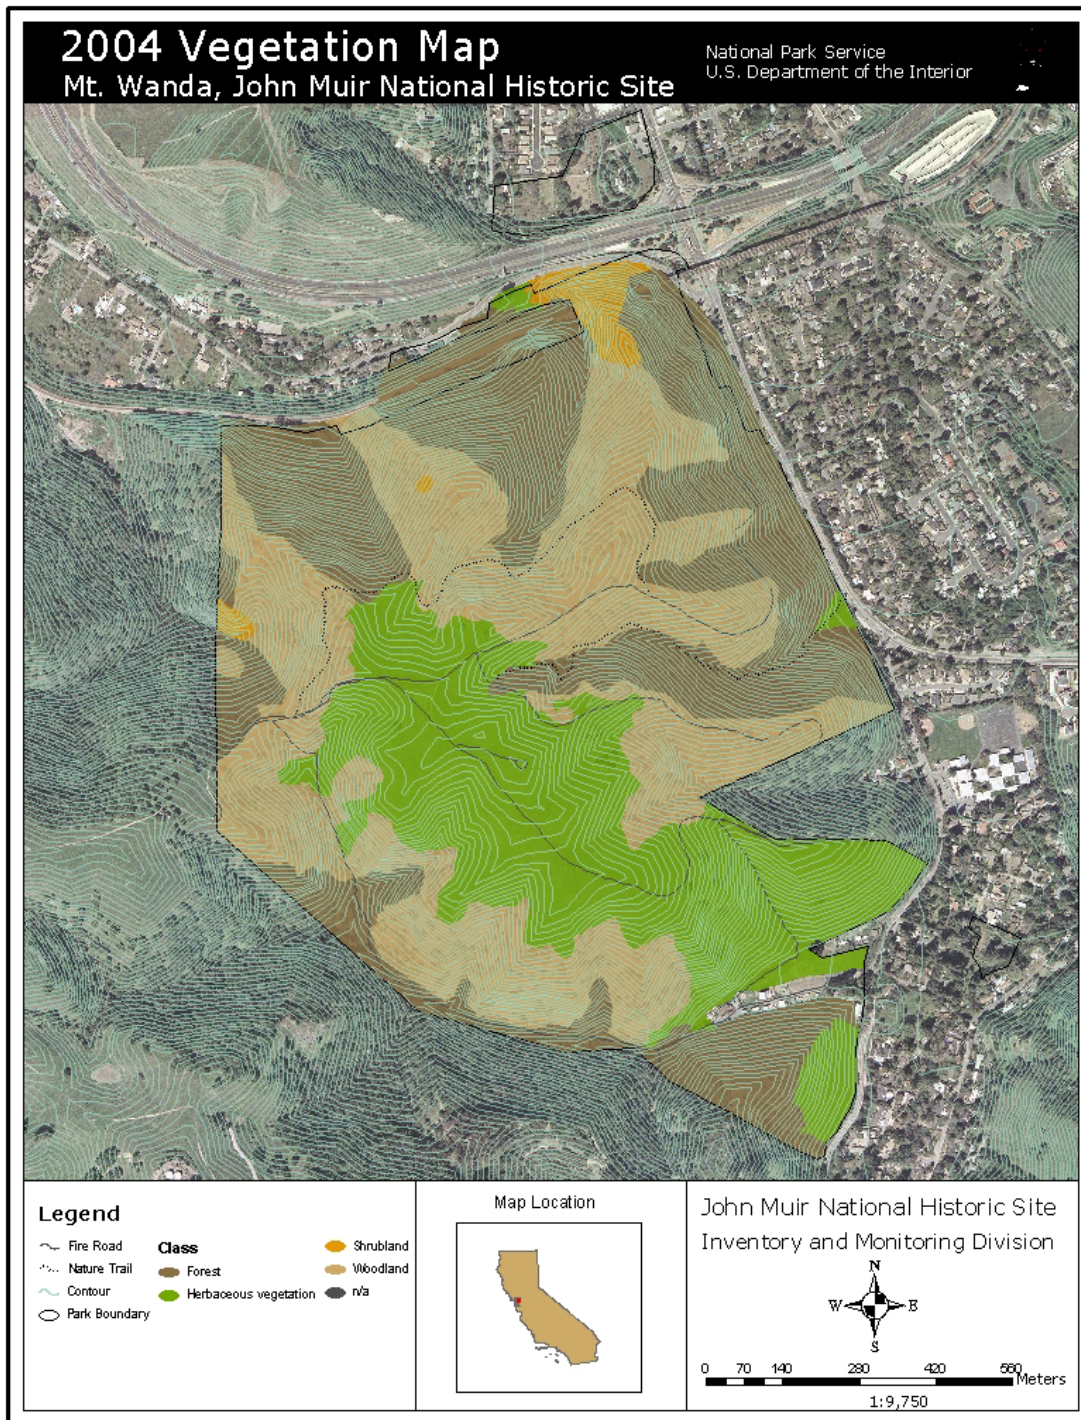 2004 Vegetation Map
Mt. Wanda, John Muir National Historic Site
National Park Service
U.S. Department of the Interior
Legend
Fire Road
Nature Trail
Contour
Park Boundary
Class
Forest
Herbaceous vegetation
Shrubland
Woodland
n/a
Map Location
John Muir National Historic Site
Inventory and Monitoring Division
N
W E
S
0 70 140 280 420 560
Meters
1:9,750